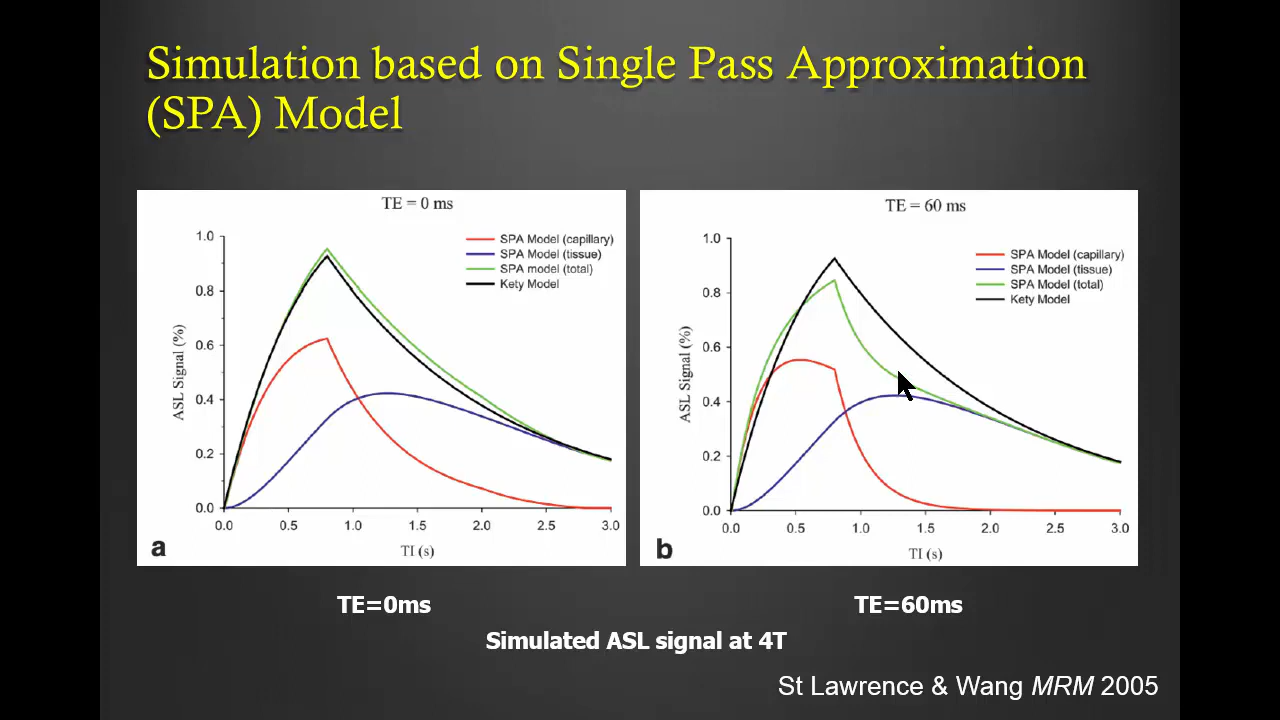 Simulation based on Single Pass Approximation
(SPA) Model
TE = 0 ms
1.0
0.8
0.6
0.4
0.2
0.0
ASL Signal (%)
SPA Model (capillary)
SPA Model (tissue)
SPA model (total)
Kety Model
0.0 0.5 1.0 1.5 2.0 2.5 3.0
TI (s)
a
TE = 60 ms
1.0
0.8
0.6
0.4
0.2
0.0
ASL Signal (%)
SPA Model (capillary)
SPA Model (tissue)
SPA Model (total)
Kety Model
0.0 0.5 1.0 1.5 2.0 2.5 3.0
TI (s)
b
TE=0ms
TE=60ms
Simulated ASL signal at 4T
St Lawrence & Wang MRM 2005